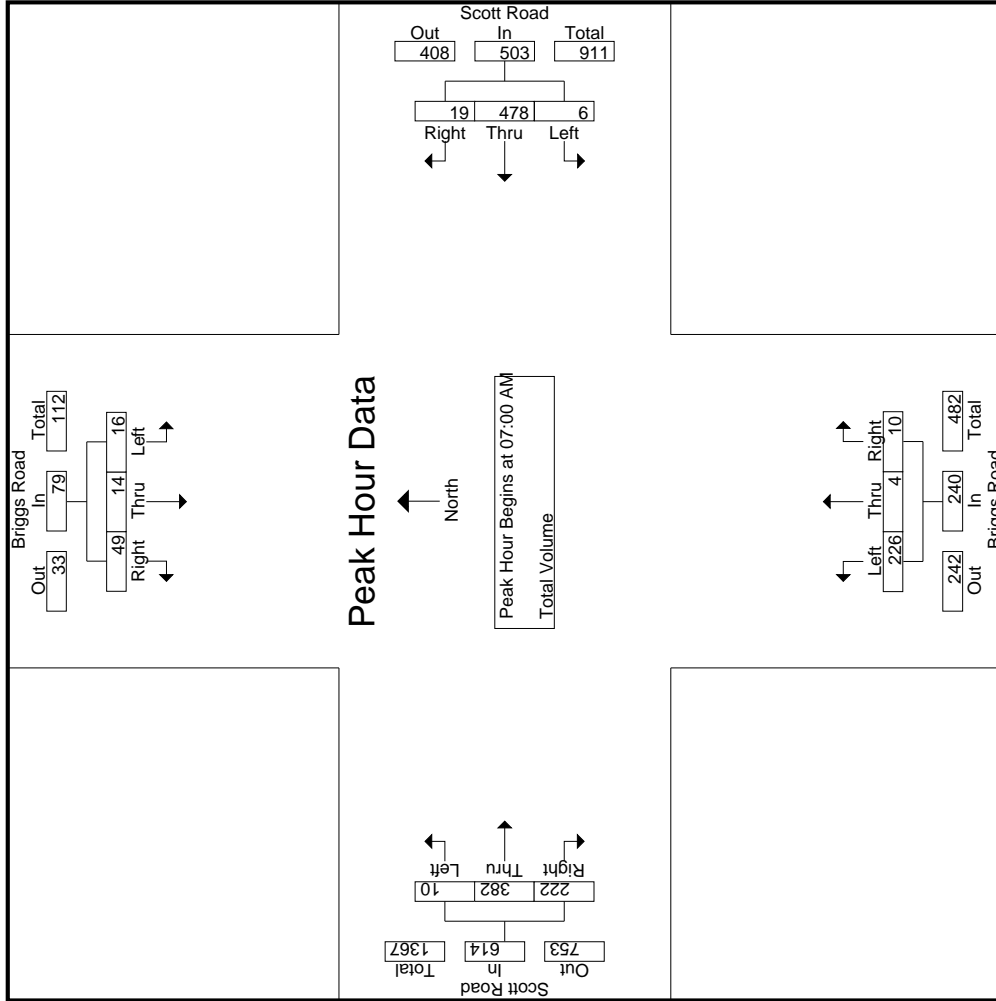 Scott Road
Out In Total
408 503 911
19 478 6
Right Thru Left
Briggs Road
Out In Total
33 79 112
49 14 16
Right Thru Left
Peak Hour Data
North
Peak Hour Begins at 07:00 AM
Total Volume
Left Thru Right
226 4 10
242 240 482
Out In Total
Briggs Road
Left Thru Right
10 382 222
1367 614 753
Total In Out
Scott Road